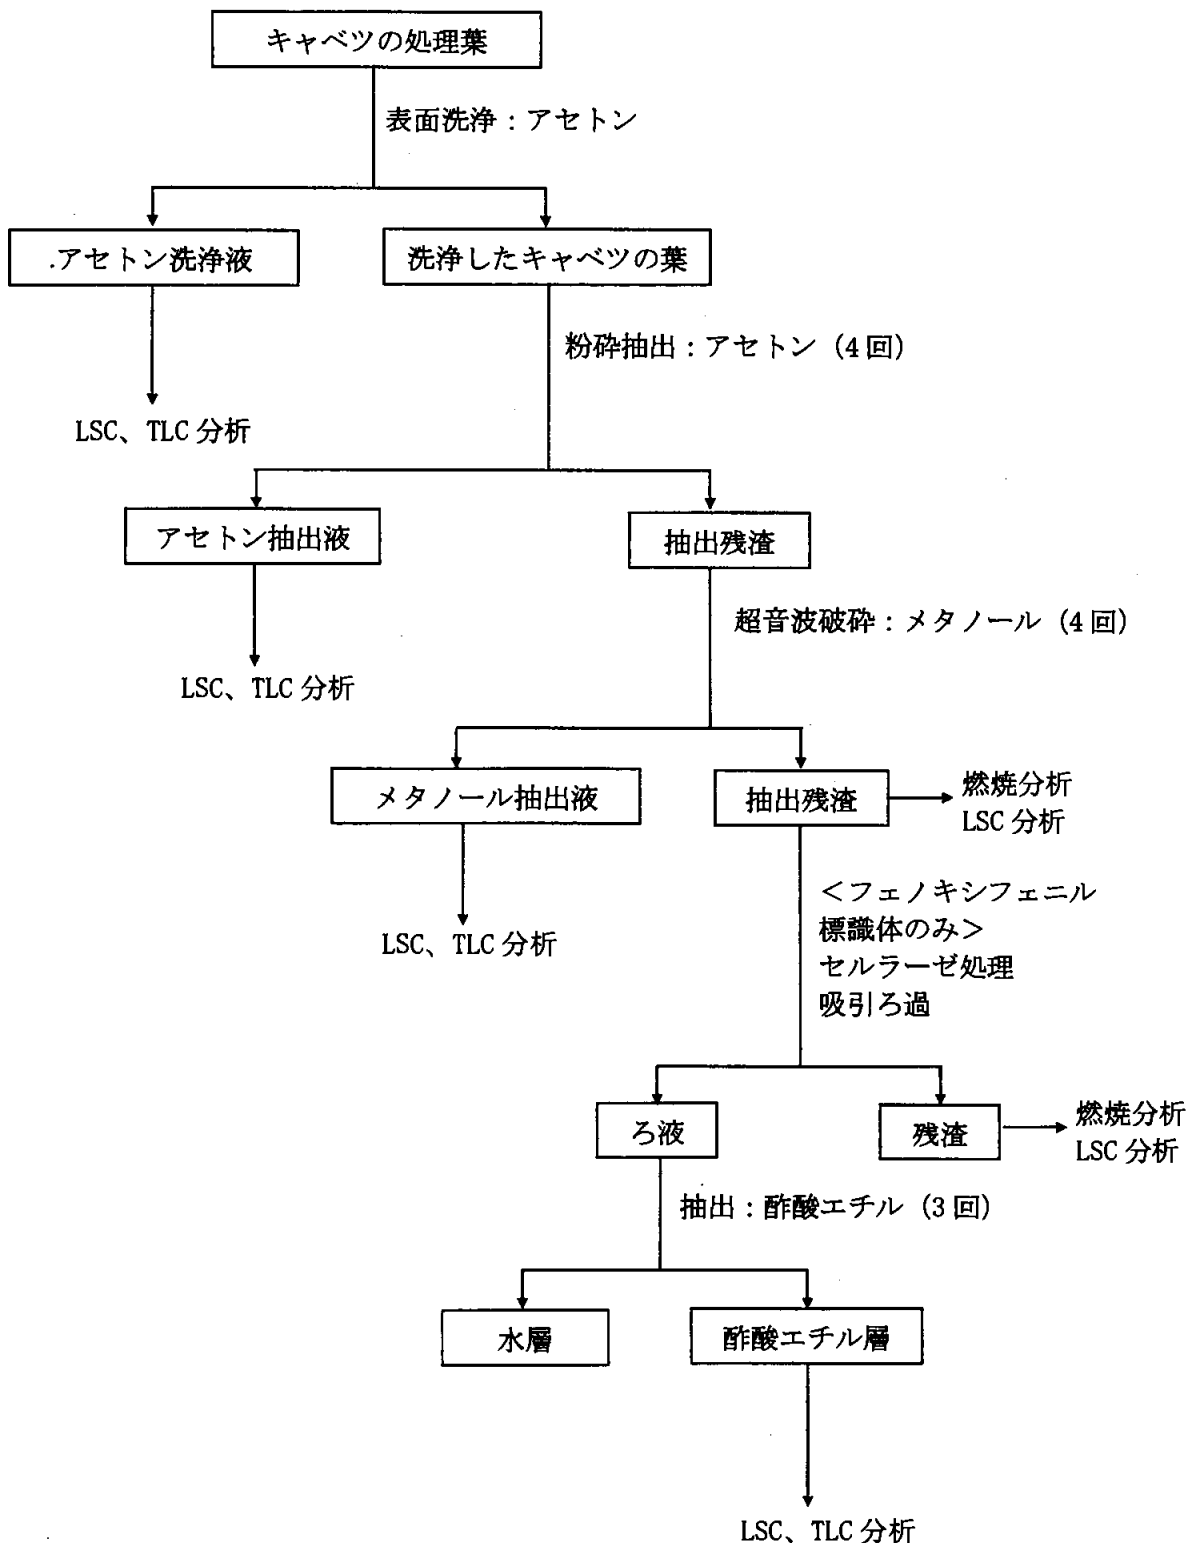 キャベツの処理葉
表面洗浄：アセトン
.アセトン洗浄液
洗浄したキャベツの葉
粉砕抽出：アセトン（4回）
LSC、TLC分析
アセトン抽出液
抽出残渣
超音波破砕：メタノール（4回）
LSC、TLC分析
メタノール抽出液
抽出残渣
燃焼分析
LSC分析
LSC、TLC分析
＜フェノキシフェニル
標識体のみ＞
セルラーゼ処理
吸引ろ過
ろ液
残渣
燃焼分析
LSC分析
抽出：酢酸エチル（3回）
水層
酢酸エチル層
LSC、TLC分析